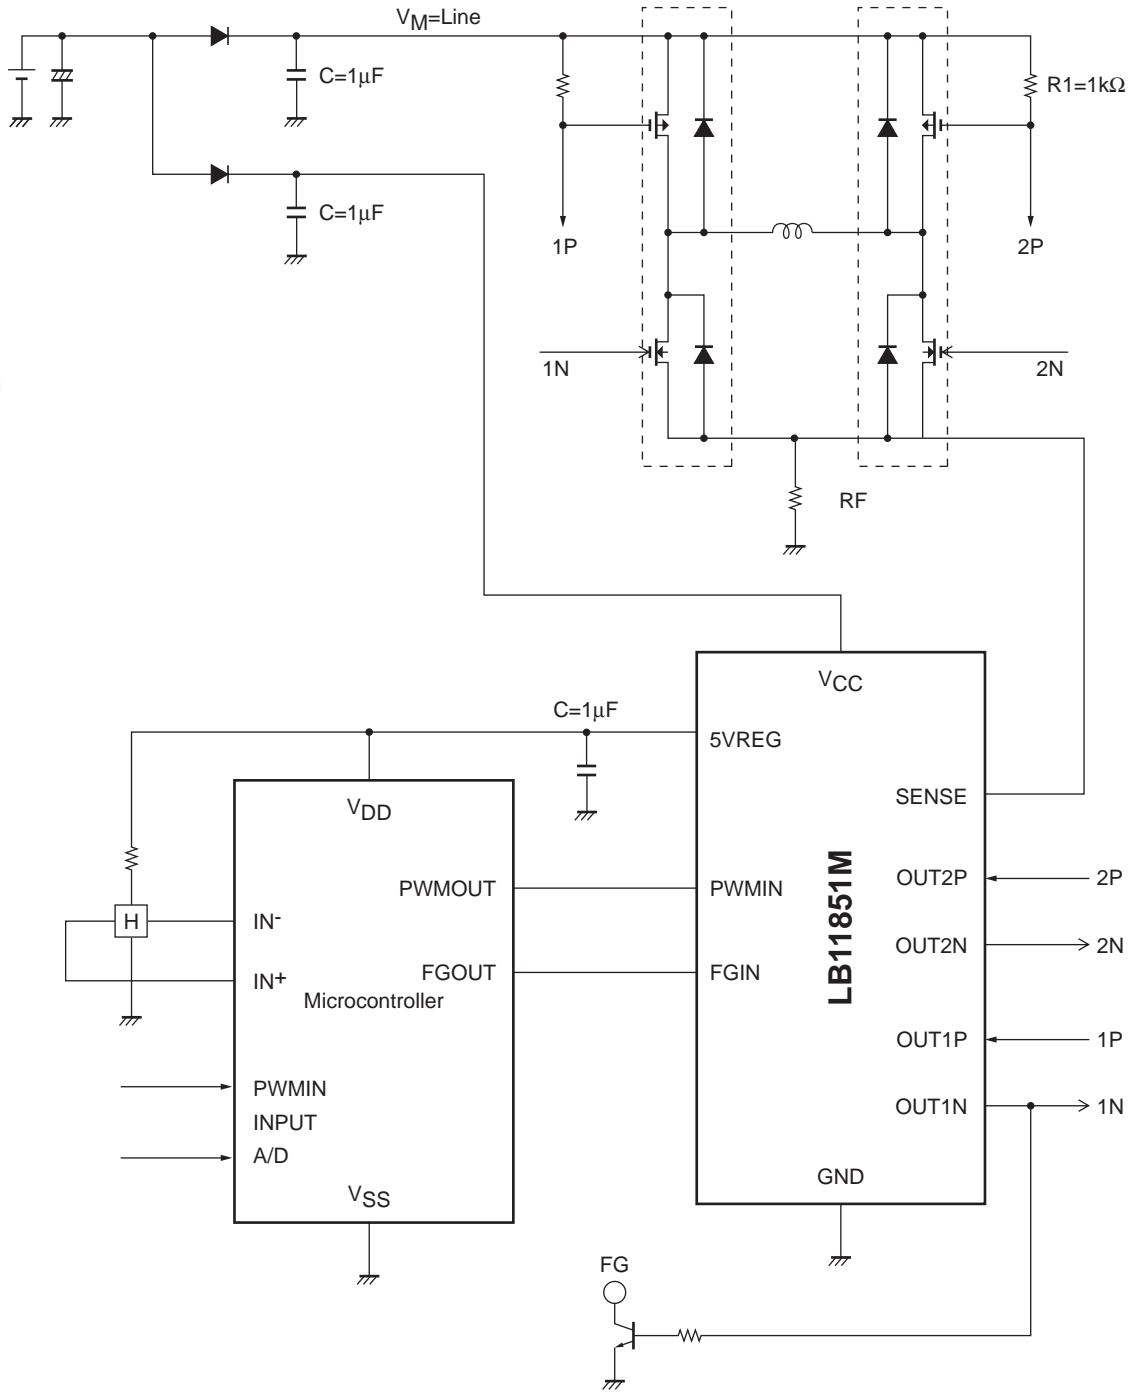 VM=Line
C=1μF
R1=1kΩ
C=1μF
1P
2P
1N
2N
RF
VCC
C=1μF
5VREG
VDD
SENSE
PWMOUT
PWMIN
OUT2P
2P
H
IN-
OUT2N
2N
IN+
FGOUT
FGIN
LB11851M
Microcontroller
OUT1P
1P
PWMIN
OUT1N
1N
INPUT
A/D
GND
VSS
FG